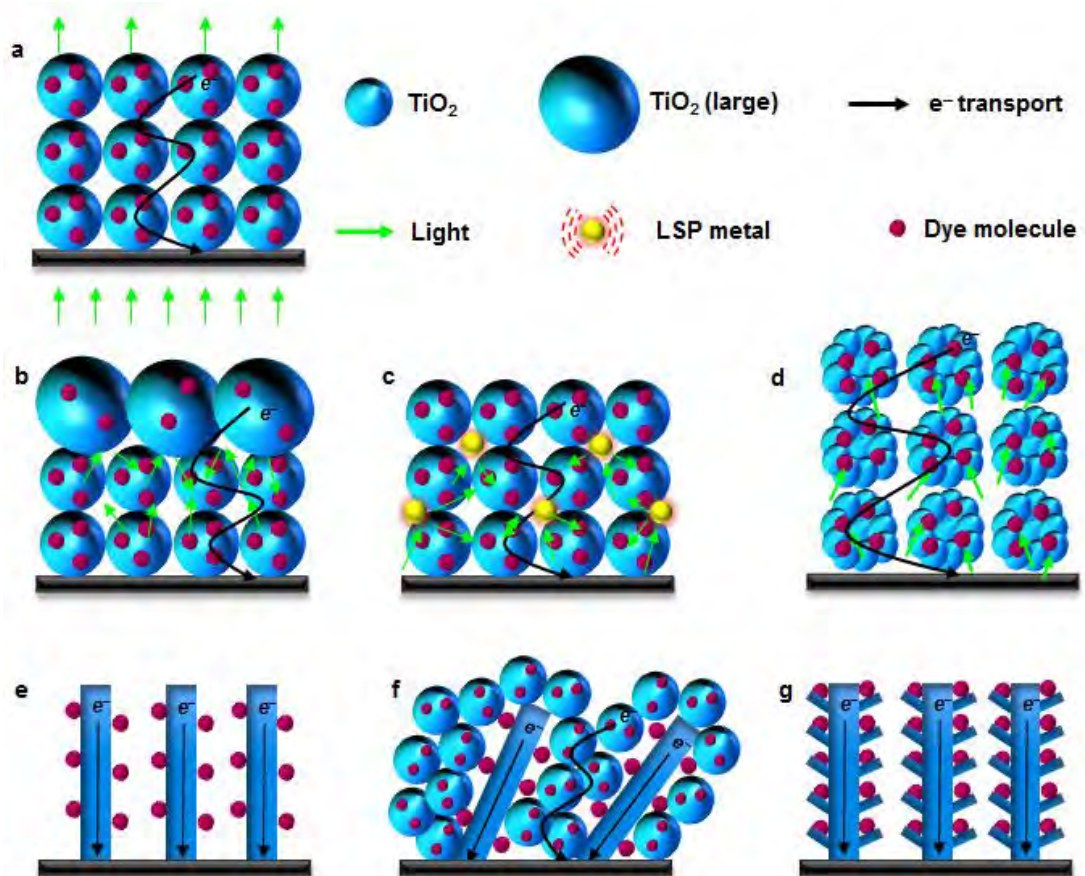 a
e⁻
TiO₂
TiO₂ (large)
e⁻ transport
Light
LSP metal
Dye molecule
b
e⁻
c
e⁻
d
e⁻
e
e⁻
e⁻
e⁻
f
e⁻
e⁻
e⁻
g
e⁻
e⁻
e⁻